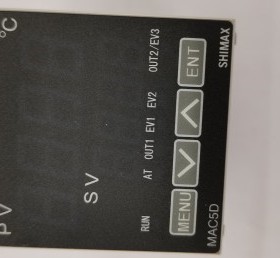 °C
PV
SV
RUN AT OUT1 EV1 EV2 OUT2/EV3
MENU ENT
MAC5D SHIMAX